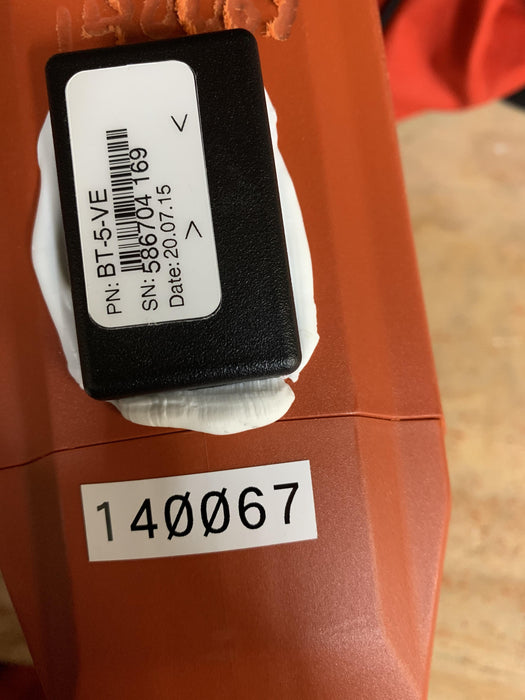 PN: BT-5-VE
SN: 586704 169
Date: 20.07.15
< >
140067